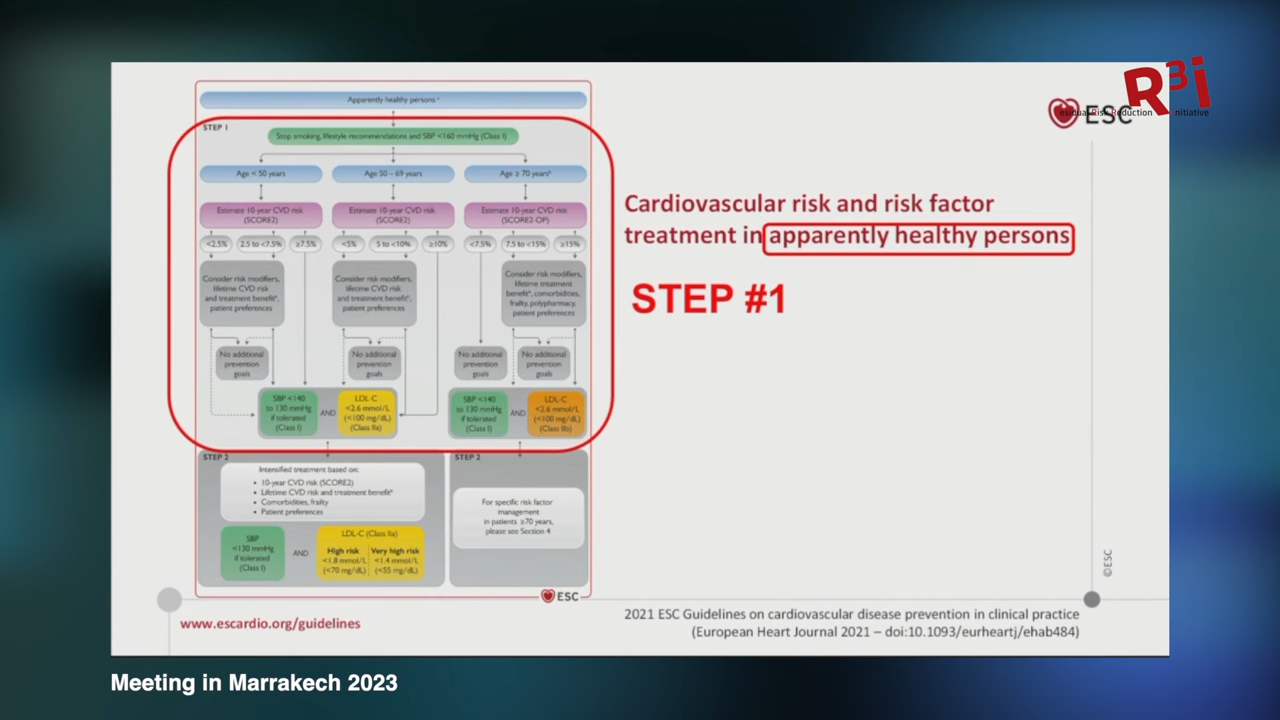 R3i
esidual Risk Reduction
nitiative
ESC
Apparently healthy persons
STEP 1
Stop smoking, lifestyle recommendations and SBP <160 mmHg (Class I)
Age < 50 years
Age 50–69 years
Age ≥ 70 years
Estimate 10-year CVD risk
(SCORE2)
Estimate 10-year CVD risk
(SCORE2)
Estimate 10-year CVD risk
(SCORE2-OP)
<2.5%
2.5 to <7.5%
≥7.5%
<5%
5 to <10%
≥10%
<7.5%
7.5 to <15%
≥15%
Consider risk modifiers,
lifetime CVD risk
and treatment benefit,
patient preferences
Consider risk modifiers,
lifetime CVD risk
and treatment benefit,
patient preferences
Consider risk modifiers,
lifetime treatment
benefit, comorbidities,
frailty, polypharmacy,
patient preferences
No additional
prevention
goals
No additional
prevention
goals
No additional
prevention
goals
No additional
prevention
goals
SBP <140
to 130 mmHg
if tolerated
(Class I)
AND
LDL-C
<2.6 mmol/L
(<100 mg/dL)
(Class IIa)
SBP <140
to 130 mmHg
if tolerated
(Class I)
AND
LDL-C
<2.6 mmol/L
(<100 mg/dL)
(Class IIb)
STEP 2
Intensified treatment based on:
• 10-year CVD risk (SCORE2)
• Lifetime CVD risk and treatment benefit
• Comorbidities, frailty
• Patient preferences
SBP
<130 mmHg
if tolerated
(Class I)
AND
LDL-C (Class IIa)
High risk
<1.8 mmol/L
(<70 mg/dL)
Very high risk
<1.4 mmol/L
(<55 mg/dL)
STEP 2
For specific risk factor
management
in patients ≥70 years,
please see Section 4
ESC
Cardiovascular risk and risk factor
treatment in apparently healthy persons
STEP #1
©ESC
www.escardio.org/guidelines
2021 ESC Guidelines on cardiovascular disease prevention in clinical practice
(European Heart Journal 2021 – doi:10.1093/eurheartj/ehab484)
Meeting in Marrakech 2023